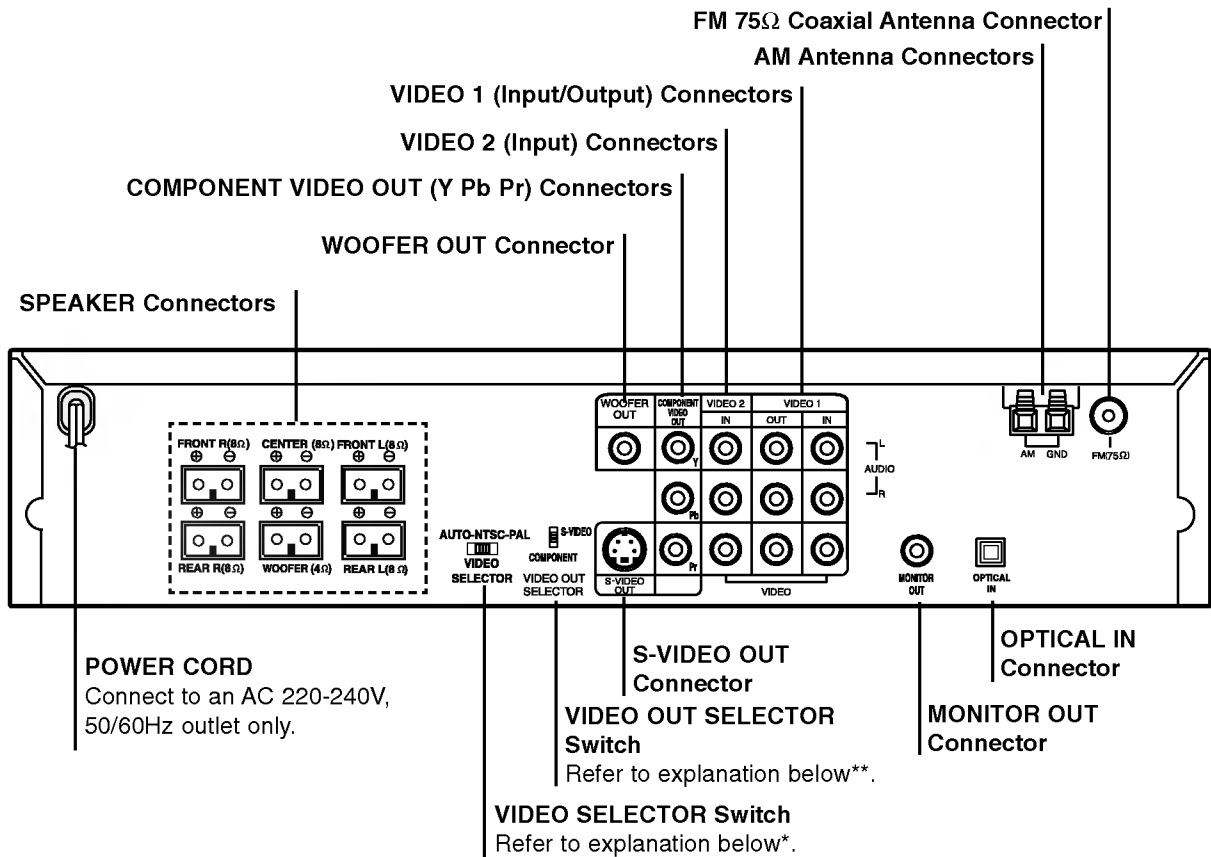 FM 75Ω Coaxial Antenna Connector
AM Antenna Connectors
VIDEO 1 (Input/Output) Connectors
VIDEO 2 (Input) Connectors
COMPONENT VIDEO OUT (Y Pb Pr) Connectors
WOOFER OUT Connector
SPEAKER Connectors
WOOFER
OUT
COMPONENT
VIDEO
OUT
VIDEO 2
IN
VIDEO 1
OUT
IN
Y
Pb
Pr
L
AUDIO
R
AM GND
FM(75Ω)
FRONT R(8Ω) CENTER (8Ω) FRONT L(8Ω)
⊕ ⊖ ⊕ ⊖ ⊕ ⊖
⊕ ⊖ ⊕ ⊖ ⊕ ⊖
REAR R(8Ω) WOOFER (4Ω) REAR L(8Ω)
AUTO-NTSC-PAL
VIDEO
SELECTOR
S-VIDEO
COMPONENT
VIDEO OUT
SELECTOR
S-VIDEO
OUT
VIDEO
MONITOR
OUT
OPTICAL
IN
POWER CORD
Connect to an AC 220-240V,
50/60Hz outlet only.
S-VIDEO OUT
Connector
VIDEO OUT SELECTOR
Switch
Refer to explanation below**.
VIDEO SELECTOR Switch
Refer to explanation below*.
MONITOR OUT
Connector
OPTICAL IN
Connector